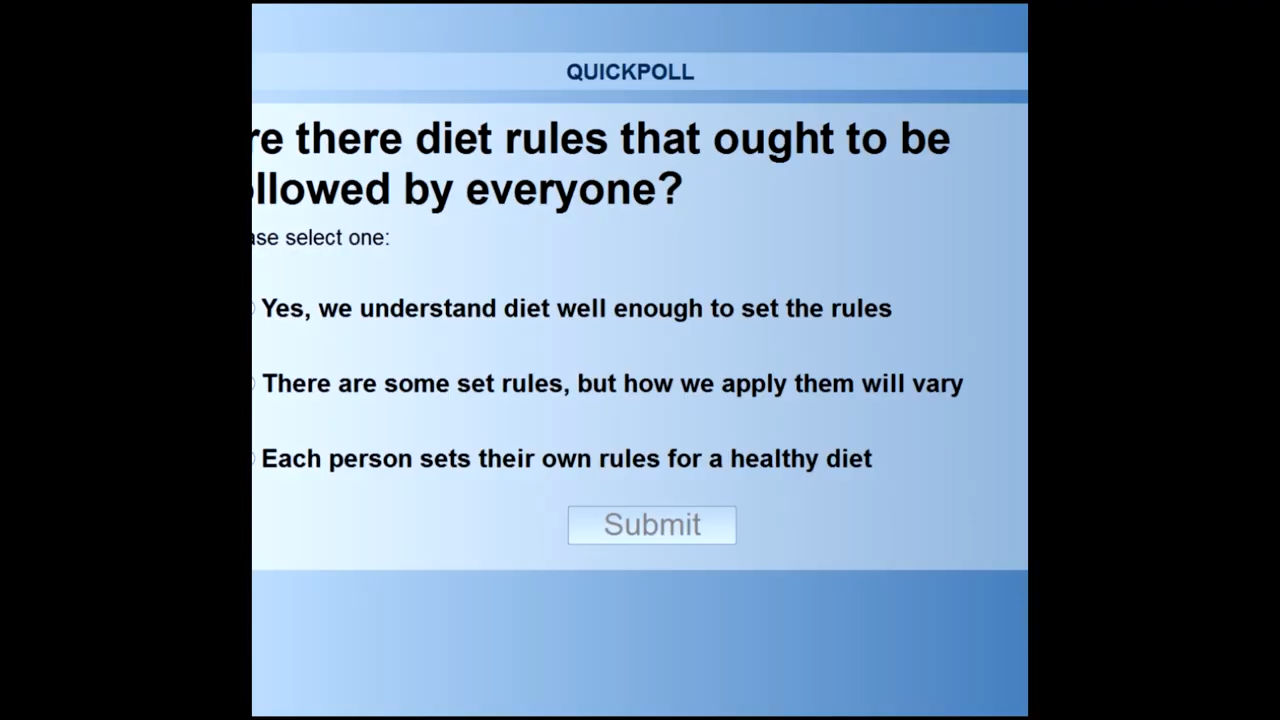 QUICKPOLL
re there diet rules that ought to be
ollowed by everyone?
ase select one:
Yes, we understand diet well enough to set the rules
There are some set rules, but how we apply them will vary
Each person sets their own rules for a healthy diet
Submit